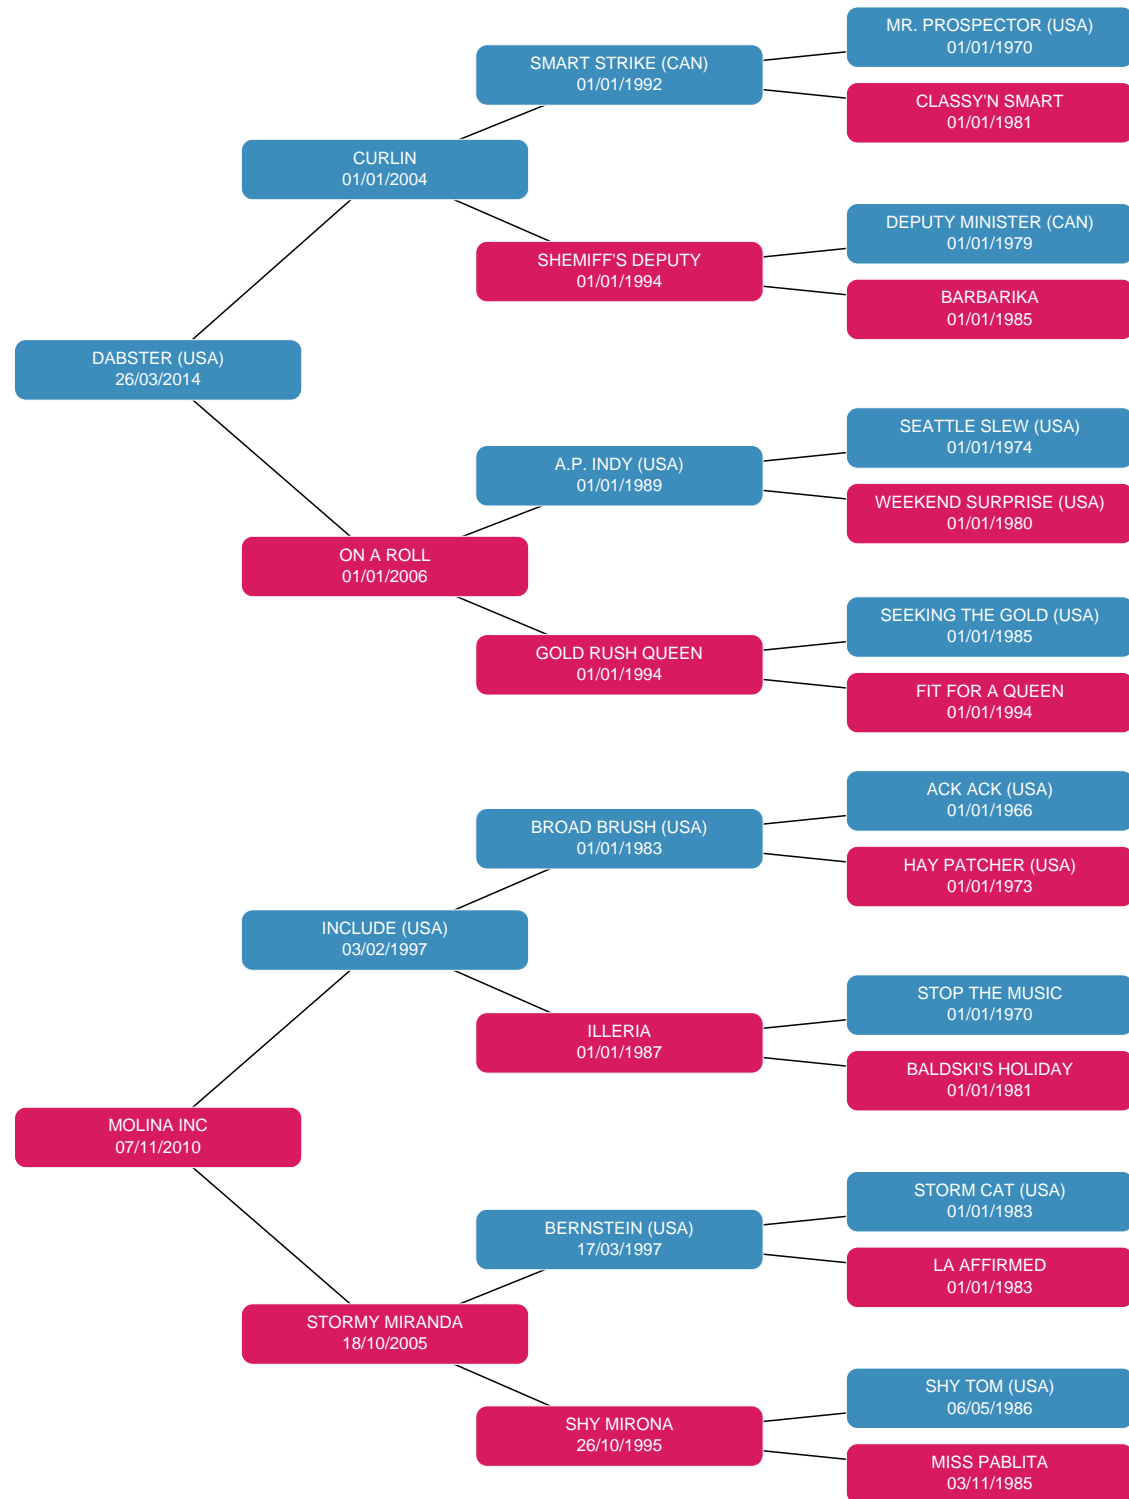 MR. PROSPECTOR (USA)
01/01/1970
SMART STRIKE (CAN)
01/01/1992
CLASSY'N SMART
01/01/1981
CURLIN
01/01/2004
DEPUTY MINISTER (CAN)
01/01/1979
SHEMIFF'S DEPUTY
01/01/1994
BARBARIKA
01/01/1985
DABSTER (USA)
26/03/2014
SEATTLE SLEW (USA)
01/01/1974
A.P. INDY (USA)
01/01/1989
WEEKEND SURPRISE (USA)
01/01/1980
ON A ROLL
01/01/2006
SEEKING THE GOLD (USA)
01/01/1985
GOLD RUSH QUEEN
01/01/1994
FIT FOR A QUEEN
01/01/1994
ACK ACK (USA)
01/01/1966
BROAD BRUSH (USA)
01/01/1983
HAY PATCHER (USA)
01/01/1973
INCLUDE (USA)
03/02/1997
STOP THE MUSIC
01/01/1970
ILLERIA
01/01/1987
BALDSKI'S HOLIDAY
01/01/1981
MOLINA INC
07/11/2010
STORM CAT (USA)
01/01/1983
BERNSTEIN (USA)
17/03/1997
LA AFFIRMED
01/01/1983
STORMY MIRANDA
18/10/2005
SHY TOM (USA)
06/05/1986
SHY MIRONA
26/10/1995
MISS PABLITA
03/11/1985